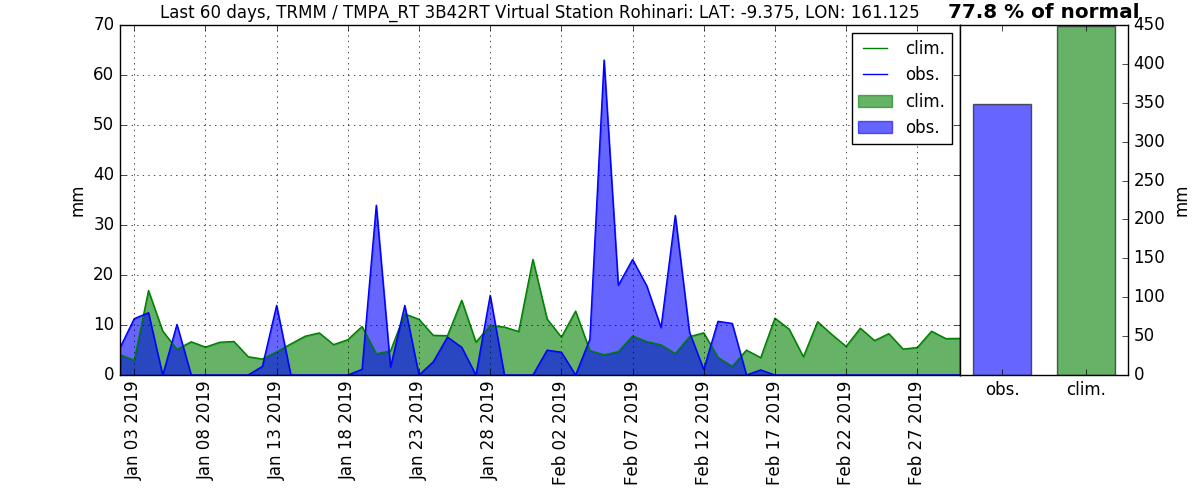 Last 60 days, TRMM / TMPA_RT 3B42RT Virtual Station Rohinari: LAT: -9.375, LON: 161.125
77.8 % of normal
70
60
50
40
30
20
10
0
mm
clim.
obs.
clim.
obs.
450
400
350
300
250
200
150
100
50
0
mm
Jan 03 2019
Jan 08 2019
Jan 13 2019
Jan 18 2019
Jan 23 2019
Jan 28 2019
Feb 02 2019
Feb 07 2019
Feb 12 2019
Feb 17 2019
Feb 22 2019
Feb 27 2019
obs.
clim.